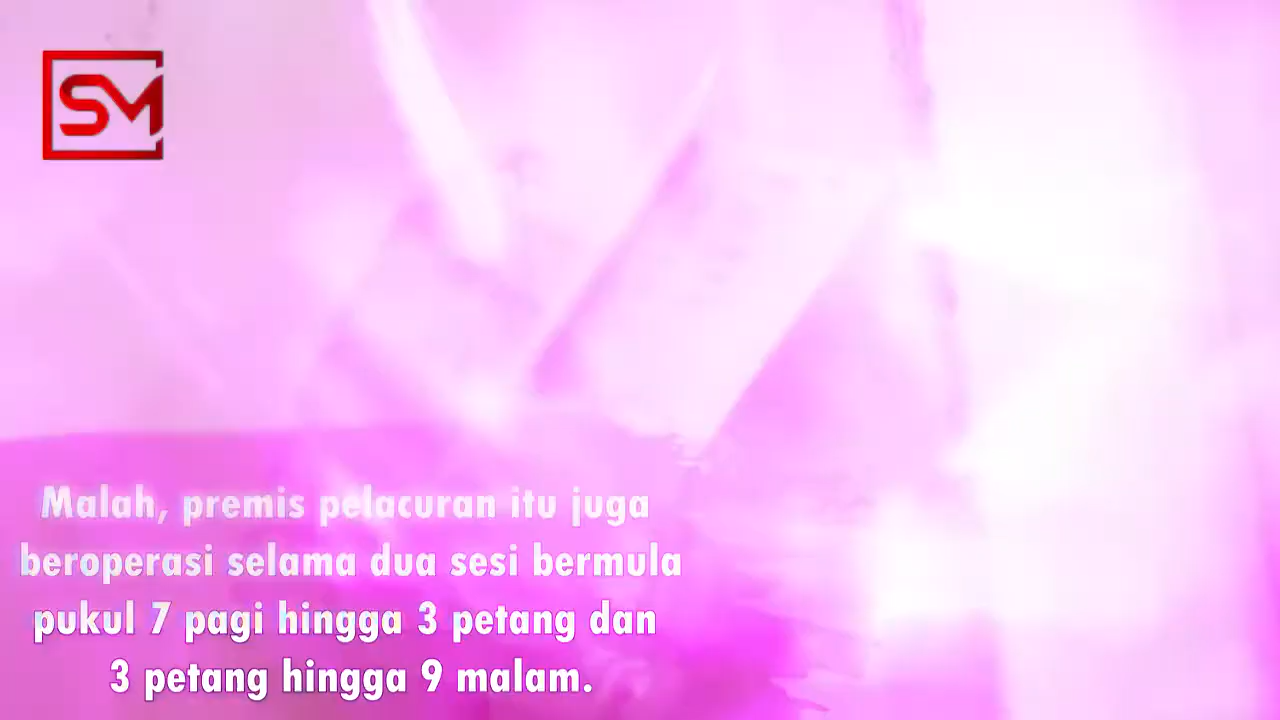 SM
Malah, premis pelacuran itu juga
beroperasi selama dua sesi bermula
pukul 7 pagi hingga 3 petang dan
3 petang hingga 9 malam.